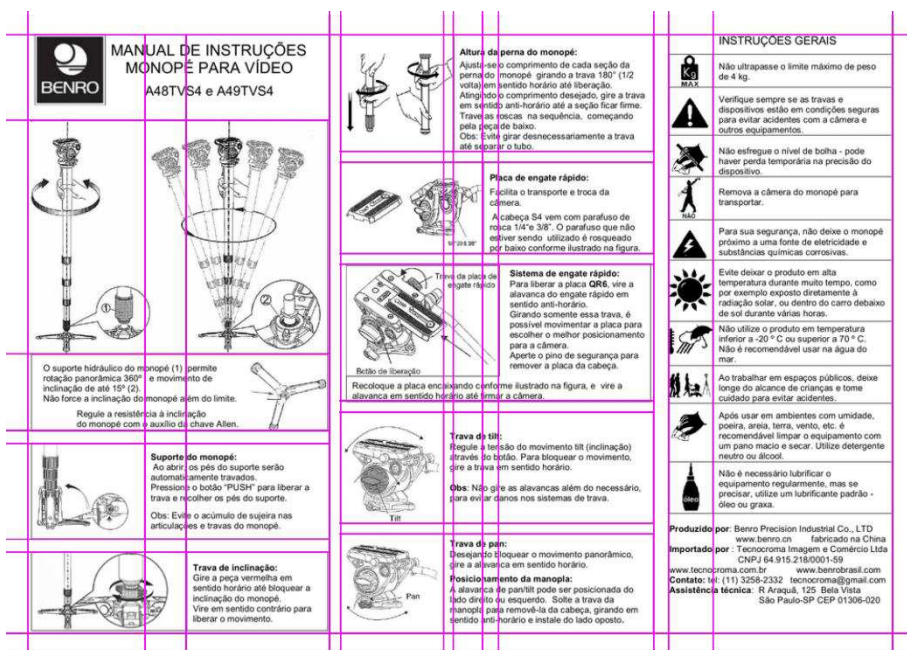 BENRO
MANUAL DE INSTRUÇÕES
MONOPÉ PARA VÍDEO
A48TVS4 e A49TVS4
①
②
O suporte hidráulico do monopé (1) permite
rotação panorâmica 360º e movimento de
inclinação de até 15º (2).
Não force a inclinação do monopé além do limite.
Regule a resistência à inclinação
do monopé com o auxílio da chave Allen.
Suporte do monopé:
Ao abrir, os pés do suporte serão
automaticamente travados.
Pressione o botão “PUSH” para liberar a
trava e recolher os pés do suporte.
Obs: Evite o acúmulo de sujeira nas
articulações e travas do monopé.
Trava de inclinação:
Gire a peça vermelha em
sentido horário até bloquear a
inclinação do monopé.
Vire em sentido contrário para
liberar o movimento.
Altura da perna do monopé:
Ajusta-se o comprimento de cada seção da
perna do monopé girando a trava 180° (1/2
volta) em sentido horário até liberação.
Atingindo o comprimento desejado, gire a trava
em sentido anti-horário até a seção ficar firme.
Trave as roscas na sequência, começando
pela peça de baixo.
Obs: Evite girar desnecessariamente a trava
até separar o tubo.
Placa de engate rápido:
Facilita o transporte e troca da
câmera.
A cabeça S4 vem com parafuso de
rosca 1/4“e 3/8”. O parafuso que não
estiver sendo utilizado é rosqueado
por baixo conforme ilustrado na figura.
Trava da placa de
engate rápido
Botão de liberação
Sistema de engate rápido:
Para liberar a placa QR6, vire a
alavanca do engate rápido em
sentido anti-horário.
Girando somente essa trava, é
possível movimentar a placa para
escolher o melhor posicionamento
para a câmera.
Aperte o pino de segurança para
remover a placa da cabeça.
Recoloque a placa encaixando conforme ilustrado na figura, e vire a
alavanca em sentido horário até firmar a câmera.
Tilt
Trava de tilt:
Regule a tensão do movimento tilt (inclinação)
através do botão. Para bloquear o movimento,
gire a trava em sentido horário.
Obs: Não gire as alavancas além do necessário,
para evitar danos nos sistemas de trava.
Pan
Trava de pan:
Desejando bloquear o movimento panorâmico,
gire a alavanca em sentido horário.
Posicionamento da manopla:
A alavanca de pan/tilt pode ser posicionada do
lado direito ou esquerdo. Solte a trava da
manopla para removê-la da cabeça, girando em
sentido anti-horário e instale do lado oposto.
INSTRUÇÕES GERAIS
Kg
MAX
Não ultrapasse o limite máximo de peso
de 4 kg.
Verifique sempre se as travas e
dispositivos estão em condições seguras
para evitar acidentes com a câmera e
outros equipamentos.
Não esfregue o nível de bolha - pode
haver perda temporária na precisão do
dispositivo.
NÃO
Remova a câmera do monopé para
transportar.
Para sua segurança, não deixe o monopé
próximo a uma fonte de eletricidade e
substâncias químicas corrosivas.
Evite deixar o produto em alta
temperatura durante muito tempo, como
por exemplo exposto diretamente à
radiação solar, ou dentro do carro debaixo
de sol durante várias horas.
Não utilize o produto em temperatura
inferior a -20 º C ou superior a 70 º C.
Não é recomendável usar na água do
mar.
Ao trabalhar em espaços públicos, deixe
longe do alcance de crianças e tome
cuidado para evitar acidentes.
Após usar em ambientes com umidade,
poeira, areia, terra, vento, etc. é
recomendável limpar o equipamento com
um pano macio e secar. Utilize detergente
neutro ou álcool.
óleo
Não é necessário lubrificar o
equipamento regularmente, mas se
precisar, utilize um lubrificante padrão -
óleo ou graxa.
Produzido por: Benro Precision Industrial Co., LTD
www.benro.cn fabricado na China
Importado por : Tecnocroma Imagem e Comércio Ltda
CNPJ 64.915.218/0001-59
www.tecnocroma.com.br www.benrobrasil.com
Contato: tel: (11) 3258-2332 tecnocroma@gmail.com
Assistência técnica: R Araquã, 125 Bela Vista
São Paulo-SP CEP 01306-020